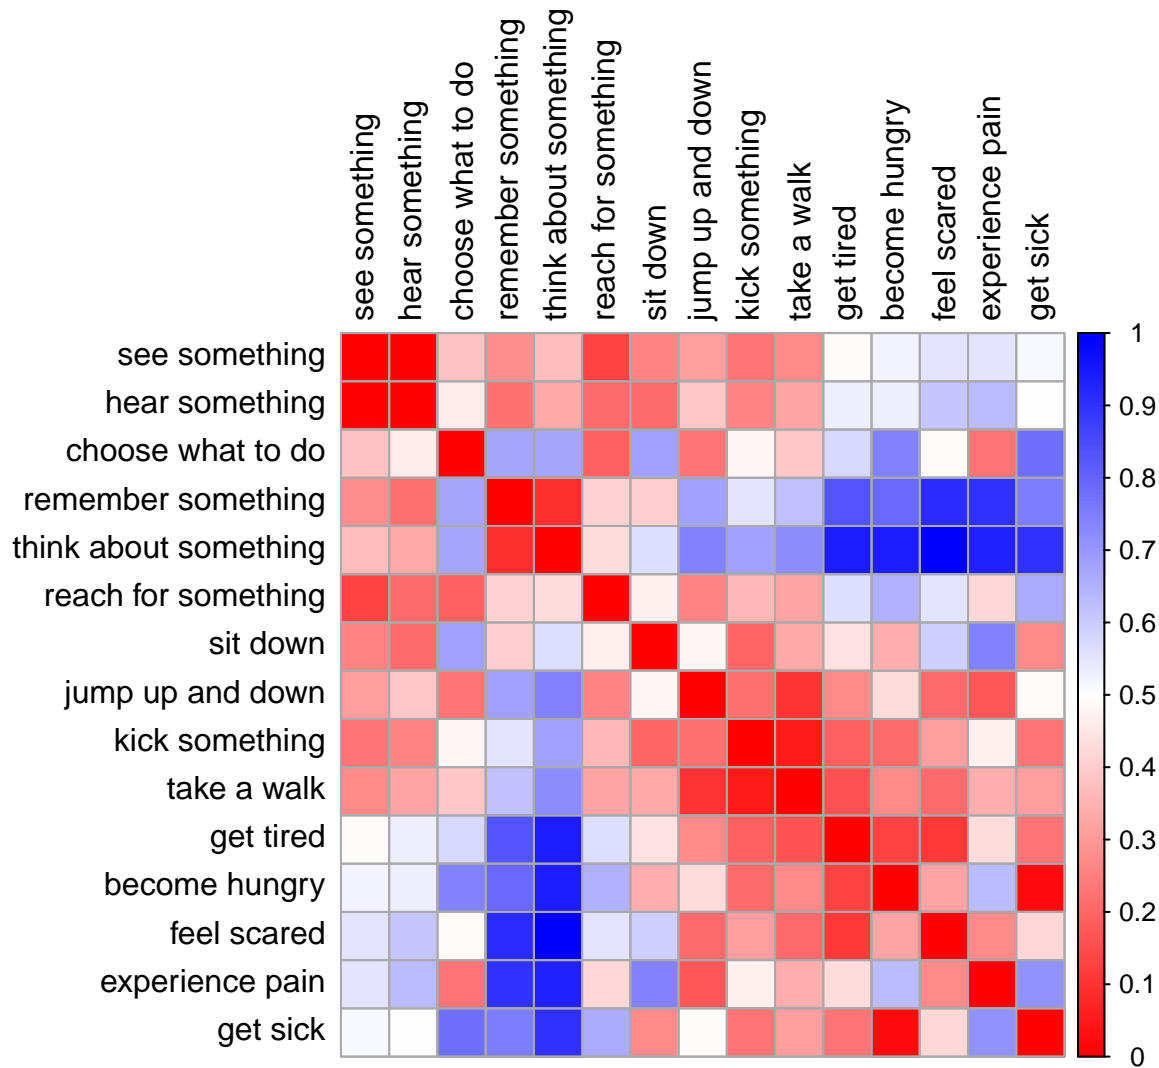 see something
hear something
choose what to do
remember something
think about something
reach for something
sit down
jump up and down
kick something
take a walk
get tired
become hungry
feel scared
experience pain
get sick
see something
hear something
choose what to do
remember something
think about something
reach for something
sit down
jump up and down
kick something
take a walk
get tired
become hungry
feel scared
experience pain
get sick
1
0.9
0.8
0.7
0.6
0.5
0.4
0.3
0.2
0.1
0